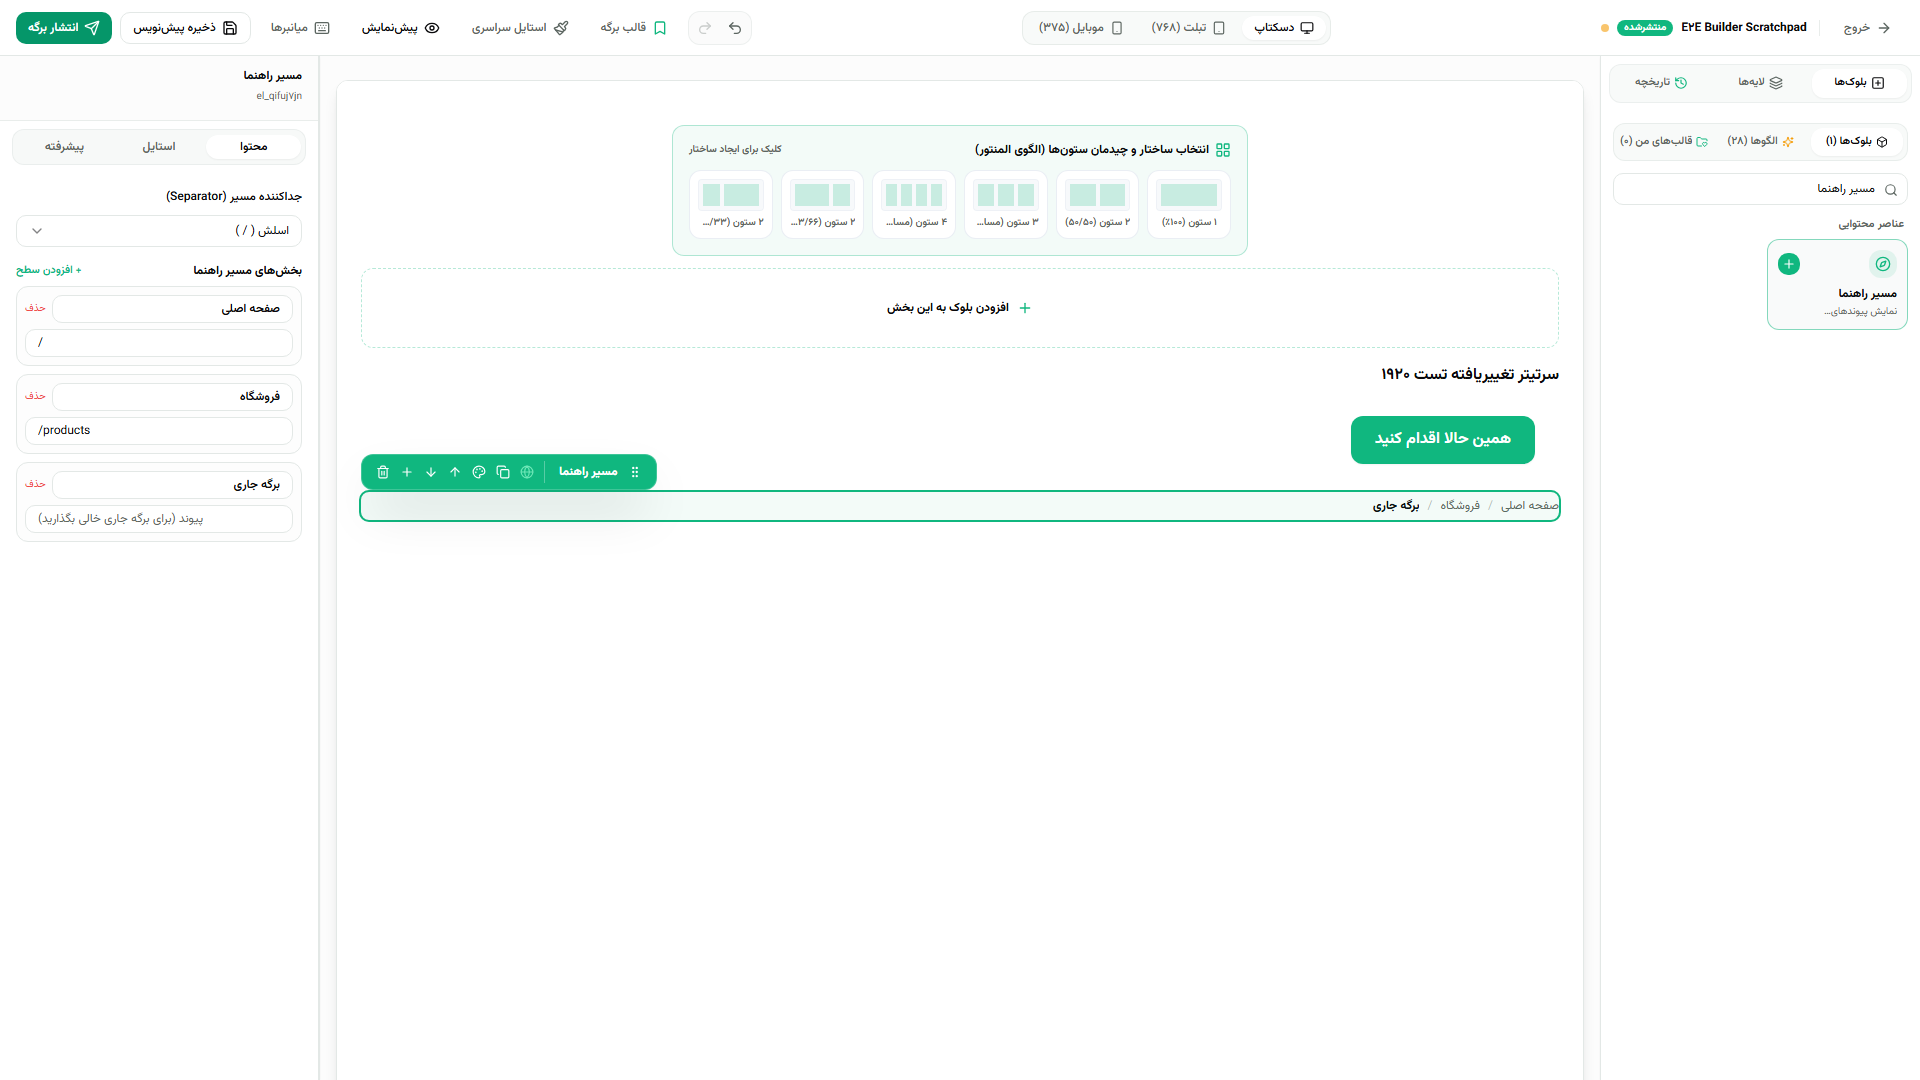 خروج
E۲E Builder Scratchpad
منتشرشده
دسکتاپ
تبلت (۷۶۸)
موبایل (۳۷۵)
قالب برگه
استایل سراسری
پیش‌نمایش
میانبرها
ذخیره پیش‌نویس
انتشار برگه
بلوک‌ها
لایه‌ها
تاریخچه
بلوک‌ها (۱)
الگوها (۲۸)
قالب‌های من (۰)
مسیر راهنما
عناصر محتوایی
مسیر راهنما
نمایش پیوندهای...
انتخاب ساختار و چیدمان ستون‌ها (الگوی المنتور)
کلیک برای ایجاد ساختار
۱ ستون (۱۰۰٪)
۲ ستون (۵۰/۵۰)
۳ ستون (مسا...
۴ ستون (مسا...
۲ ستون (۳/۶۶...
۲ ستون (۳۳/...
افزودن بلوک به این بخش
سرتیتر تغییریافته تست ۱۹۲۰
همین حالا اقدام کنید
مسیر راهنما
صفحه اصلی / فروشگاه / برگه جاری
مسیر راهنما
el_qifuj۷jn
محتوا
استایل
پیشرفته
جداکننده مسیر (Separator)
اسلش ( / )
بخش‌های مسیر راهنما
+ افزودن سطح
صفحه اصلی
حذف
/
فروشگاه
حذف
/products
برگه جاری
حذف
پیوند (برای برگه جاری خالی بگذارید)